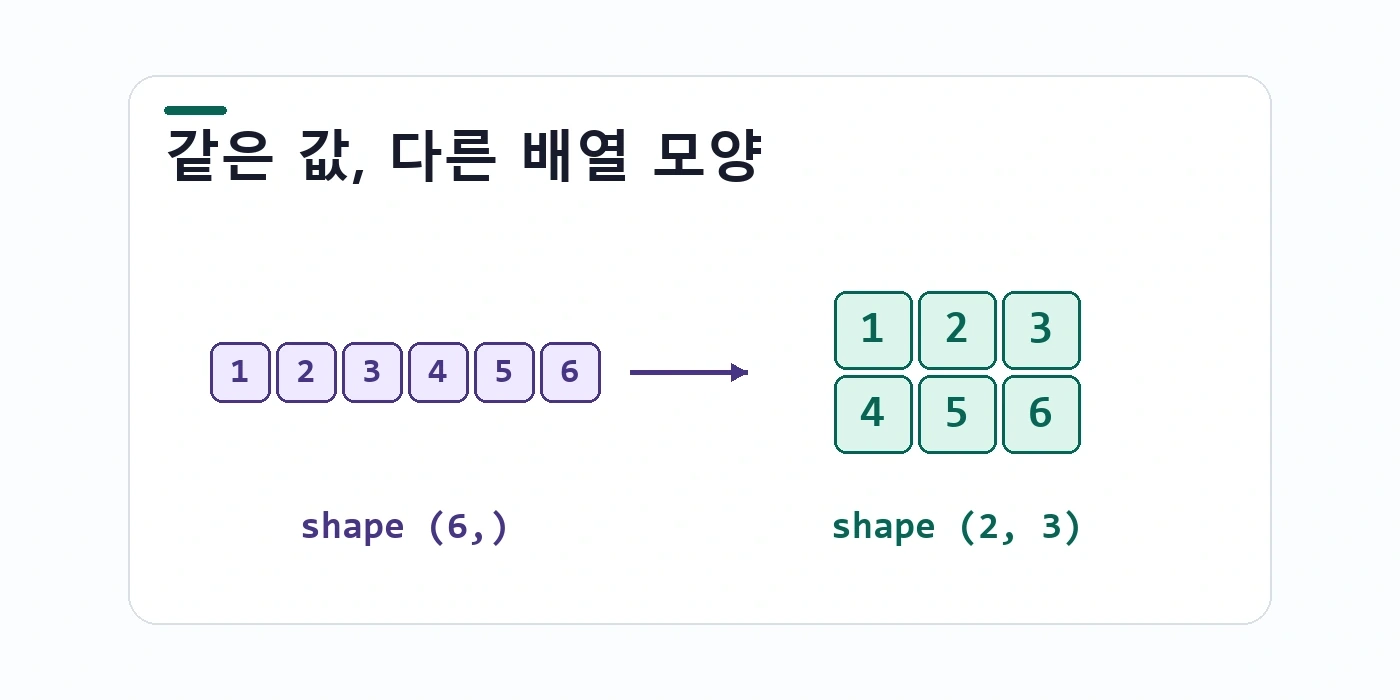 같은 값, 다른 배열 모양
1 2 3 4 5 6
1 2 3
4 5 6
shape (6,)
shape (2, 3)